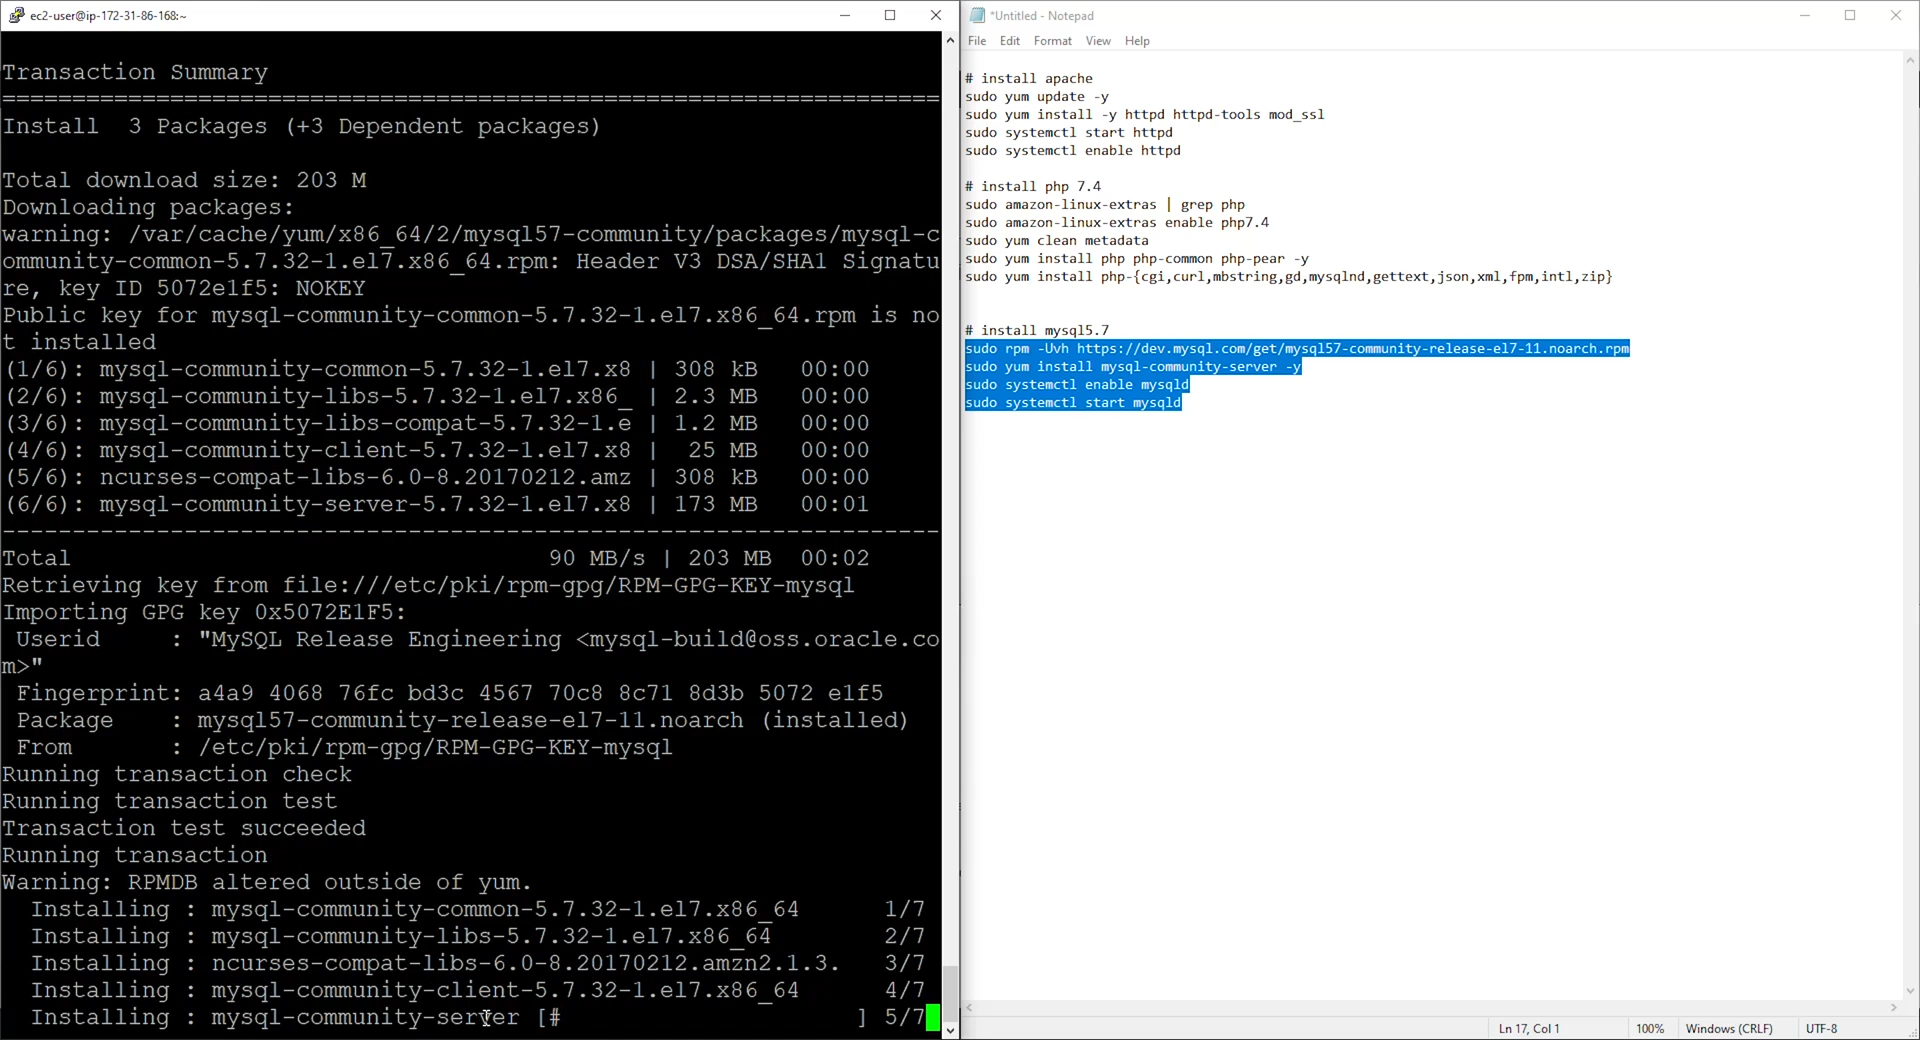 ec2-user@ip-172-31-86-168:~
Transaction Summary
================================================================================
Install  3 Packages (+3 Dependent packages)
Total download size: 203 M
Downloading packages:
warning: /var/cache/yum/x86_64/2/mysql57-community/packages/mysql-c
ommunity-common-5.7.32-1.el7.x86_64.rpm: Header V3 DSA/SHA1 Signatu
re, key ID 5072e1f5: NOKEY
Public key for mysql-community-common-5.7.32-1.el7.x86_64.rpm is no
t installed
(1/6): mysql-community-common-5.7.32-1.el7.x8 | 308 kB   00:00
(2/6): mysql-community-libs-5.7.32-1.el7.x86_ | 2.3 MB   00:00
(3/6): mysql-community-libs-compat-5.7.32-1.e | 1.2 MB   00:00
(4/6): mysql-community-client-5.7.32-1.el7.x8 |  25 MB   00:00
(5/6): ncurses-compat-libs-6.0-8.20170212.amz | 308 kB   00:00
(6/6): mysql-community-server-5.7.32-1.el7.x8 | 173 MB   00:01
-------------------------------------------------------------------
Total                                  90 MB/s | 203 MB  00:02
Retrieving key from file:///etc/pki/rpm-gpg/RPM-GPG-KEY-mysql
Importing GPG key 0x5072E1F5:
 Userid     : "MySQL Release Engineering <mysql-build@oss.oracle.co
m>"
 Fingerprint: a4a9 4068 76fc bd3c 4567 70c8 8c71 8d3b 5072 e1f5
 Package    : mysql57-community-release-el7-11.noarch (installed)
 From       : /etc/pki/rpm-gpg/RPM-GPG-KEY-mysql
Running transaction check
Running transaction test
Transaction test succeeded
Running transaction
Warning: RPMDB altered outside of yum.
  Installing : mysql-community-common-5.7.32-1.el7.x86_64      1/7
  Installing : mysql-community-libs-5.7.32-1.el7.x86_64        2/7
  Installing : ncurses-compat-libs-6.0-8.20170212.amzn2.1.3.   3/7
  Installing : mysql-community-client-5.7.32-1.el7.x86_64      4/7
  Installing : mysql-community-server [#                     ] 5/7
*Untitled - Notepad
File Edit Format View Help
# install apache
sudo yum update -y
sudo yum install -y httpd httpd-tools mod_ssl
sudo systemctl start httpd
sudo systemctl enable httpd
# install php 7.4
sudo amazon-linux-extras | grep php
sudo amazon-linux-extras enable php7.4
sudo yum clean metadata
sudo yum install php php-common php-pear -y
sudo yum install php-{cgi,curl,mbstring,gd,mysqlnd,gettext,json,xml,fpm,intl,zip}
# install mysql5.7
sudo rpm -Uvh https://dev.mysql.com/get/mysql57-community-release-el7-11.noarch.rpm
sudo yum install mysql-community-server -y
sudo systemctl enable mysqld
sudo systemctl start mysqld
Ln 17, Col 1 100% Windows (CRLF) UTF-8